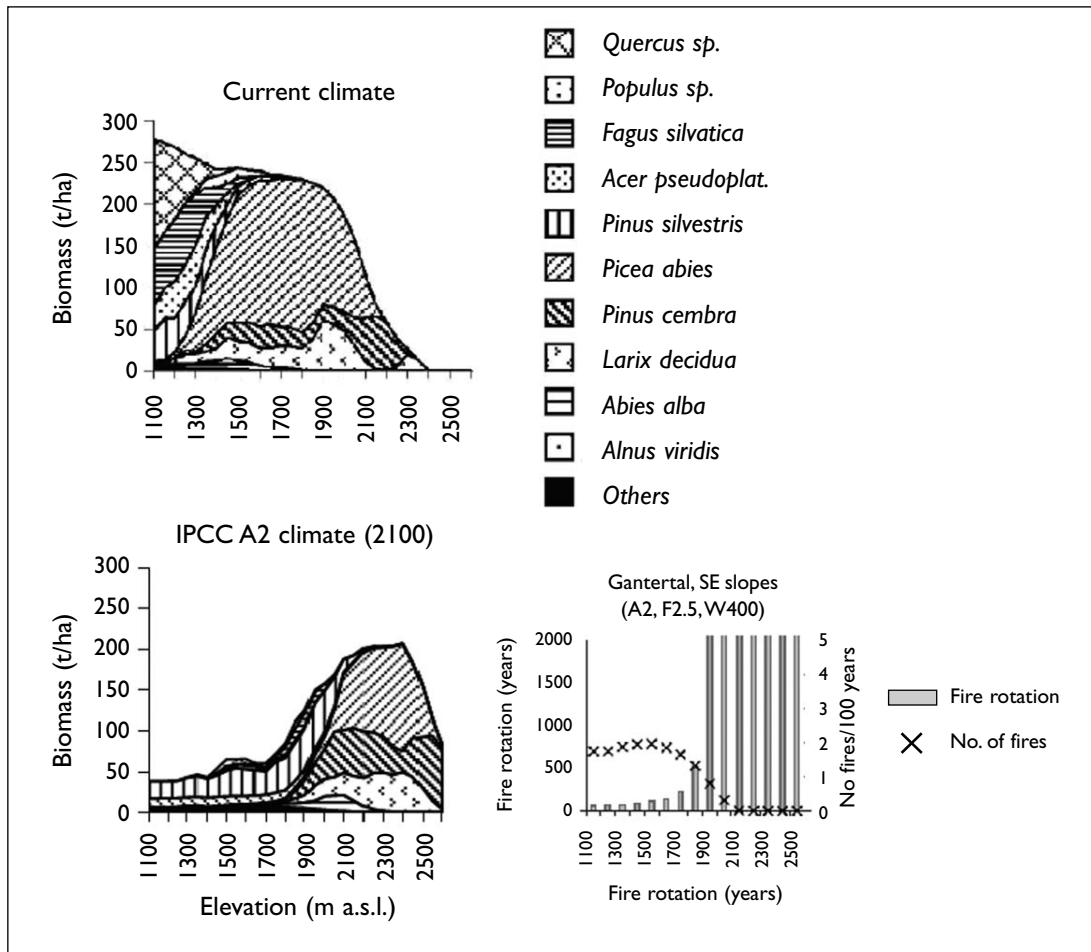 Current climate
300
250
200
150
100
50
0
Biomass (t/ha)
1100
1300
1500
1700
1900
2100
2300
2500
Quercus sp.
Populus sp.
Fagus silvatica
Acer pseudoplat.
Pinus silvestris
Picea abies
Pinus cembra
Larix decidua
Abies alba
Alnus viridis
Others
IPCC A2 climate (2100)
300
250
200
150
100
50
0
Biomass (t/ha)
1100
1300
1500
1700
1900
2100
2300
2500
Elevation (m a.s.l.)
Gantertal, SE slopes
(A2, F2.5, W400)
2000
1500
1000
500
0
Fire rotation (years)
5
4
3
2
1
0
No fires/100 years
1100
1300
1500
1700
1900
2100
2300
2500
Fire rotation (years)
Fire rotation
No. of fires